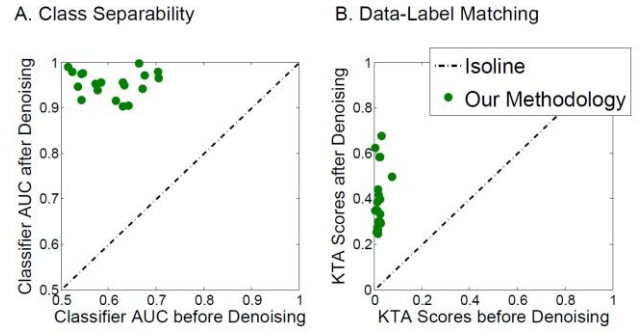 A. Class Separability
B. Data-Label Matching
Classifier AUC after Denoising
1
0.9
0.8
0.7
0.6
0.5
0.5 0.6 0.7 0.8 0.9 1
Classifier AUC before Denoising
KTA Scores after Denoising
1
0.8
0.6
0.4
0.2
0
0 0.2 0.4 0.6 0.8 1
KTA Scores before Denoising
Isoline
Our Methodology